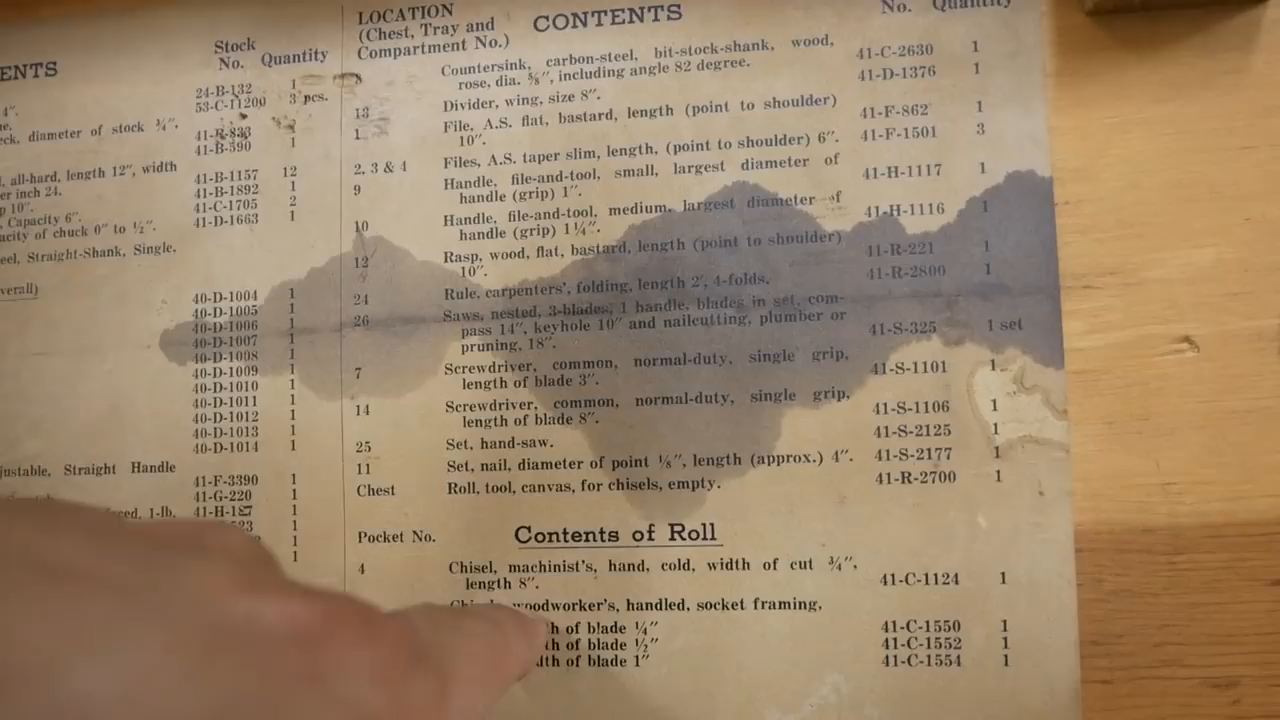 ENTS
Stock
No.
Quantity
24-B-132 1
4".
53-C-11200 3 pcs.
ck, diameter of stock ¾",
41-R-833 1
41-B-590 1
, all-hard, length 12", width
41-B-1157 12
er inch 24.
41-B-1892 1
p 10".
41-C-1705 2
, Capacity 6".
41-D-1663 1
acity of chuck 0" to ½".
eel, Straight-Shank, Single,
verall)
40-D-1004 1
40-D-1005 1
40-D-1006 1
40-D-1007 1
40-D-1008 1
40-D-1009 1
40-D-1010 1
40-D-1011 1
40-D-1012 1
40-D-1013 1
40-D-1014 1
justable, Straight Handle
41-F-3390 1
41-G-220 1
ced, 1-lb. 41-H-187 1
523 1
1
1
LOCATION
(Chest, Tray and
Compartment No.)
CONTENTS
No. Quantity
8 Countersink, carbon-steel, bit-stock-shank, wood,
rose, dia. ⅝", including angle 82 degree. 41-C-2630 1
13 Divider, wing, size 8". 41-D-1376 1
1 File, A.S. flat, bastard, length (point to shoulder)
10". 41-F-862 1
2, 3 & 4 Files, A.S. taper slim, length, (point to shoulder) 6". 41-F-1501 3
9 Handle, file-and-tool, small, largest diameter of
handle (grip) 1". 41-H-1117 1
10 Handle, file-and-tool, medium, largest diameter of
handle (grip) 1¼". 41-H-1116 1
12 Rasp, wood, flat, bastard, length (point to shoulder)
10". 41-R-221 1
24 Rule, carpenters', folding, length 2', 4-folds. 41-R-2800 1
26 Saws, nested, 3-blades, 1 handle, blades in set, com-
pass 14", keyhole 10" and nailcutting, plumber or
pruning, 18". 41-S-325 1 set
7 Screwdriver, common, normal-duty, single grip,
length of blade 3". 41-S-1101 1
14 Screwdriver, common, normal-duty, single grip,
length of blade 8". 41-S-1106 1
25 Set, hand-saw. 41-S-2125 1
11 Set, nail, diameter of point ⅛", length (approx.) 4". 41-S-2177 1
Chest Roll, tool, canvas, for chisels, empty. 41-R-2700 1
Pocket No. Contents of Roll
4 Chisel, machinist's, hand, cold, width of cut ¾",
length 8". 41-C-1124 1
woodworker's, handled, socket framing,
h of blade ¼" 41-C-1550 1
th of blade ½" 41-C-1552 1
dth of blade 1" 41-C-1554 1